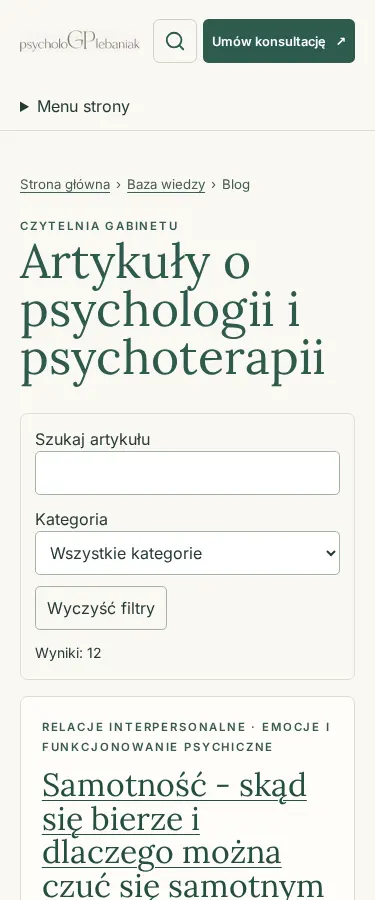 psycholoGPlebaniak
Umów konsultację ↗
▶ Menu strony
Strona główna › Baza wiedzy › Blog
CZYTELNIA GABINETU
Artykuły o
psychologii i
psychoterapii
Szukaj artykułu
Kategoria
Wszystkie kategorie
Wyczyść filtry
Wyniki: 12
RELACJE INTERPERSONALNE · EMOCJE I
FUNKCJONOWANIE PSYCHICZNE
Samotność - skąd
się bierze i
dlaczego można
czuć się samotnym